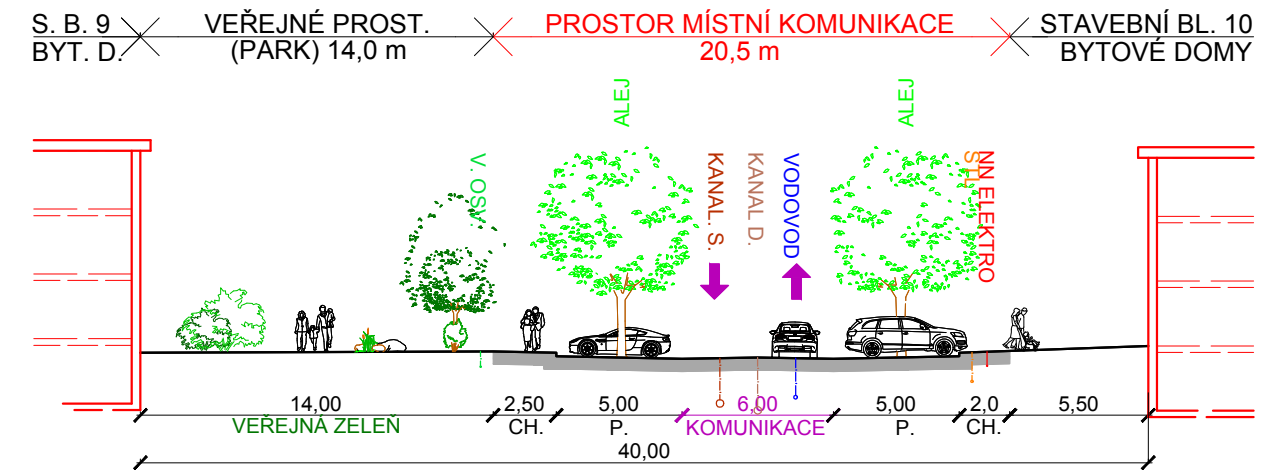 S. B. 9
BYT. D.
VEŘEJNÉ PROST.
(PARK) 14,0 m
PROSTOR MÍSTNÍ KOMUNIKACE
20,5 m
STAVEBNÍ BL. 10
BYTOVÉ DOMY
V. OSV.
ALEJ
KANAL. S.
KANAL D.
VODOVOD
ALEJ
STL
NN ELEKTRO
14,00
2,50
5,00
6,00
5,00
2,0
5,50
VEŘEJNÁ ZELEŇ
CH.
P.
KOMUNIKACE
P.
CH.
40,00